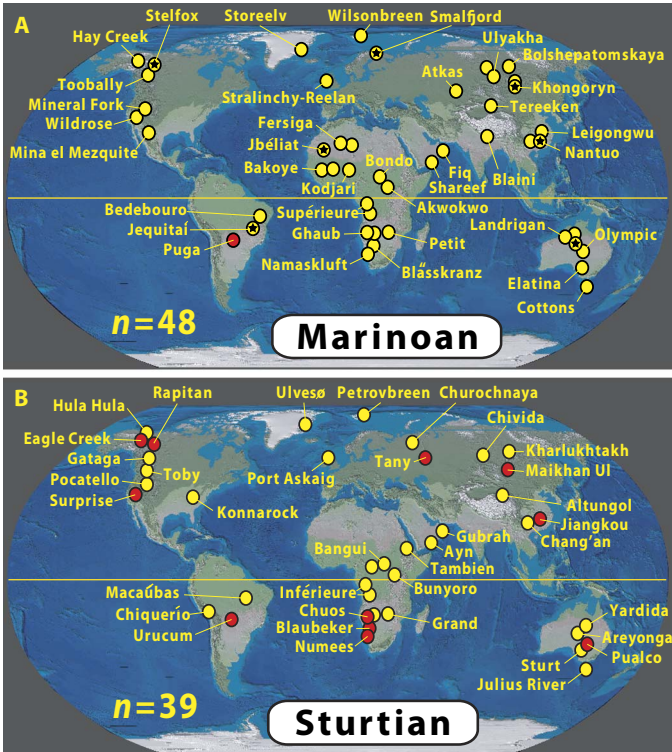 A
Stelfox
Storeelv
Wilsonbreen
Smalfjord
Hay Creek
Ulyakha
Bolshepatomskaya
Toobally
Atkas
Khongoryn
Stralinchy-Reelan
Mineral Fork
Tereeken
Wildrose
Fersiga
Leigongwu
Mina el Mezquite
Jbéliat
Nantuo
Bondo
Fiq
Bakoye
Blaini
Shareef
Kodjari
Akwokwo
Bedebouro
Supérieure
Landrigan
Jequitaí
Ghaub
Petit
Olympic
Puga
Namaskluft
Blässkranz
Elatina
Cottons
n=48
Marinoan
B
Hula Hula
Rapitan
Ulvesø
Petrovbreen
Churochnaya
Chivida
Eagle Creek
Kharlukhtakh
Gataga
Toby
Port Askaig
Tany
Maikhan Ul
Pocatello
Surprise
Konnarock
Altungol
Jiangkou
Chang'an
Gubrah
Ayn
Bangui
Tambien
Bunyoro
Macaúbas
Inférieure
Chiquerío
Chuos
Grand
Yardida
Urucum
Blaubeker
Areyonga
Numees
Pualco
Sturt
Julius River
n=39
Sturtian